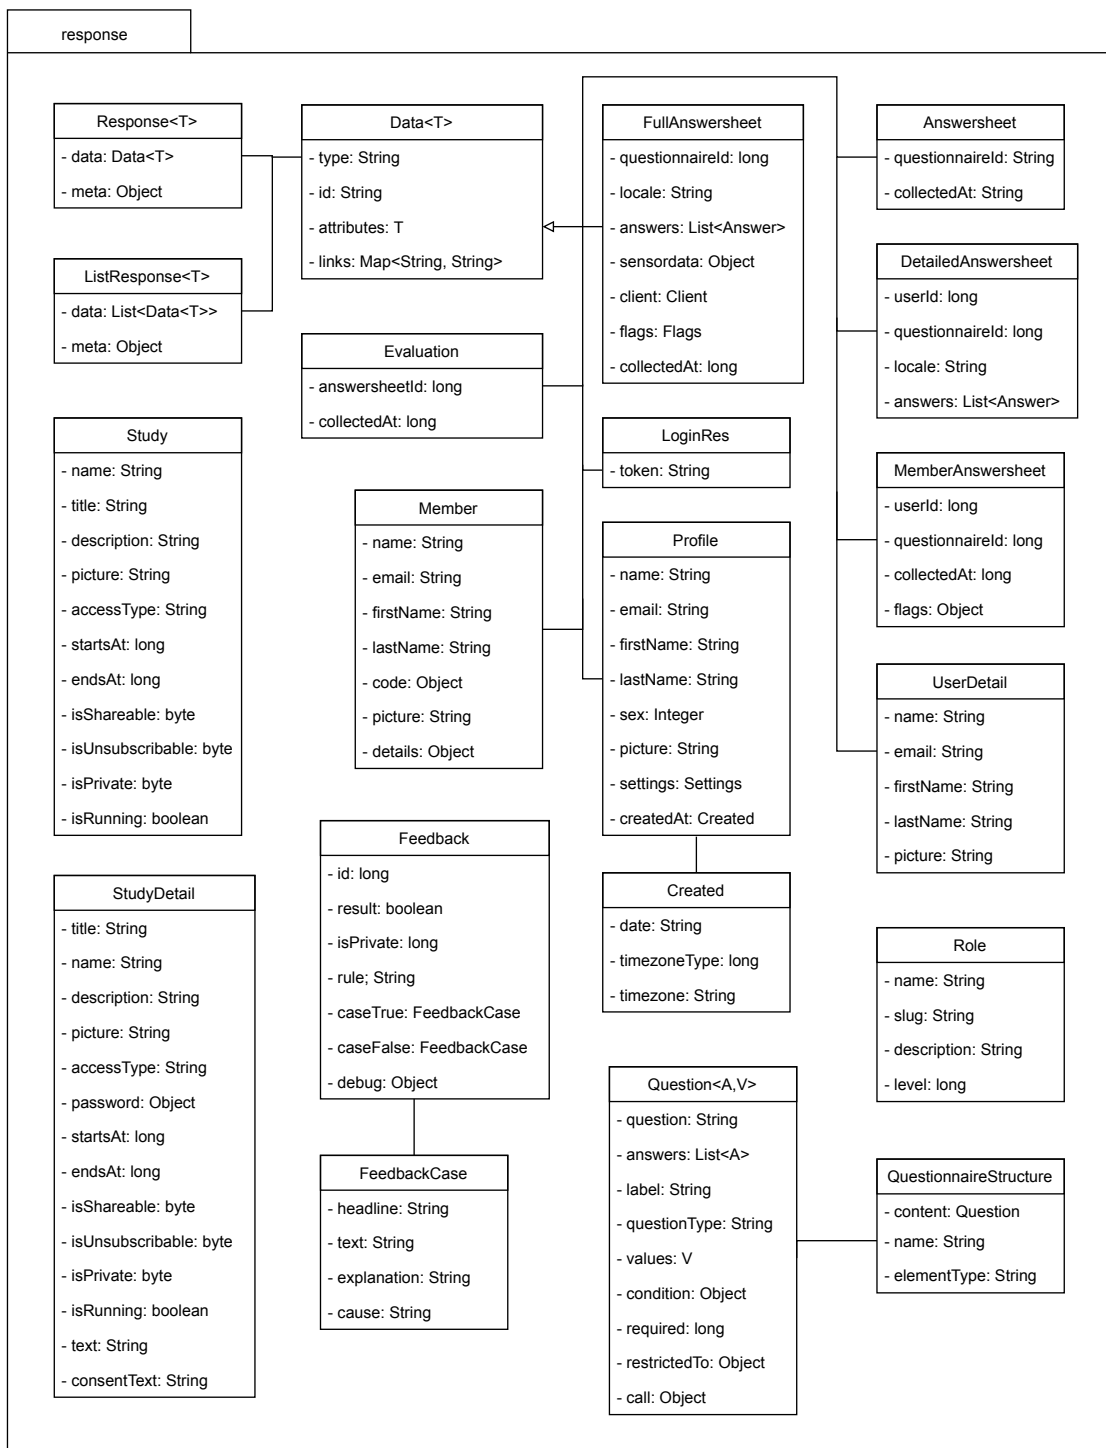 response
Response<T>
- data: Data<T>
- meta: Object
ListResponse<T>
- data: List<Data<T>>
- meta: Object
Study
- name: String
- title: String
- description: String
- picture: String
- accessType: String
- startsAt: long
- endsAt: long
- isShareable: byte
- isUnsubscribable: byte
- isPrivate: byte
- isRunning: boolean
StudyDetail
- title: String
- name: String
- description: String
- picture: String
- accessType: String
- password: Object
- startsAt: long
- endsAt: long
- isShareable: byte
- isUnsubscribable: byte
- isPrivate: byte
- isRunning: boolean
- text: String
- consentText: String
Data<T>
- type: String
- id: String
- attributes: T
- links: Map<String, String>
Evaluation
- answersheetId: long
- collectedAt: long
Member
- name: String
- email: String
- firstName: String
- lastName: String
- code: Object
- picture: String
- details: Object
Feedback
- id: long
- result: boolean
- isPrivate: long
- rule; String
- caseTrue: FeedbackCase
- caseFalse: FeedbackCase
- debug: Object
FeedbackCase
- headline: String
- text: String
- explanation: String
- cause: String
FullAnswersheet
- questionnaireId: long
- locale: String
- answers: List<Answer>
- sensordata: Object
- client: Client
- flags: Flags
- collectedAt: long
LoginRes
- token: String
Profile
- name: String
- email: String
- firstName: String
- lastName: String
- sex: Integer
- picture: String
- settings: Settings
- createdAt: Created
Created
- date: String
- timezoneType: long
- timezone: String
Question<A,V>
- question: String
- answers: List<A>
- label: String
- questionType: String
- values: V
- condition: Object
- required: long
- restrictedTo: Object
- call: Object
Answersheet
- questionnaireId: String
- collectedAt: String
DetailedAnswersheet
- userId: long
- questionnaireId: long
- locale: String
- answers: List<Answer>
MemberAnswersheet
- userId: long
- questionnaireId: long
- collectedAt: long
- flags: Object
UserDetail
- name: String
- email: String
- firstName: String
- lastName: String
- picture: String
Role
- name: String
- slug: String
- description: String
- level: long
QuestionnaireStructure
- content: Question
- name: String
- elementType: String